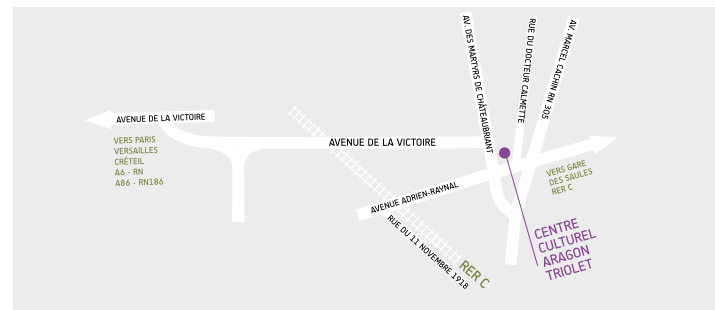 AVENUE DE LA VICTOIRE
VERS PARIS
VERSAILLES
CRÉTEIL
A6 - RN
A86 - RN186
AVENUE DE LA VICTOIRE
AV. DES MARTYRS DE CHÂTEAUBRIANT
RUE DU DOCTEUR CALMETTE
AV. MARCEL CACHIN RN 305
AVENUE ADRIEN-RAYNAL
VERS GARE
DES SAULES
RER C
RUE DU 11 NOVEMBRE 1918
RER C
CENTRE
CULTUREL
ARAGON
TRIOLET